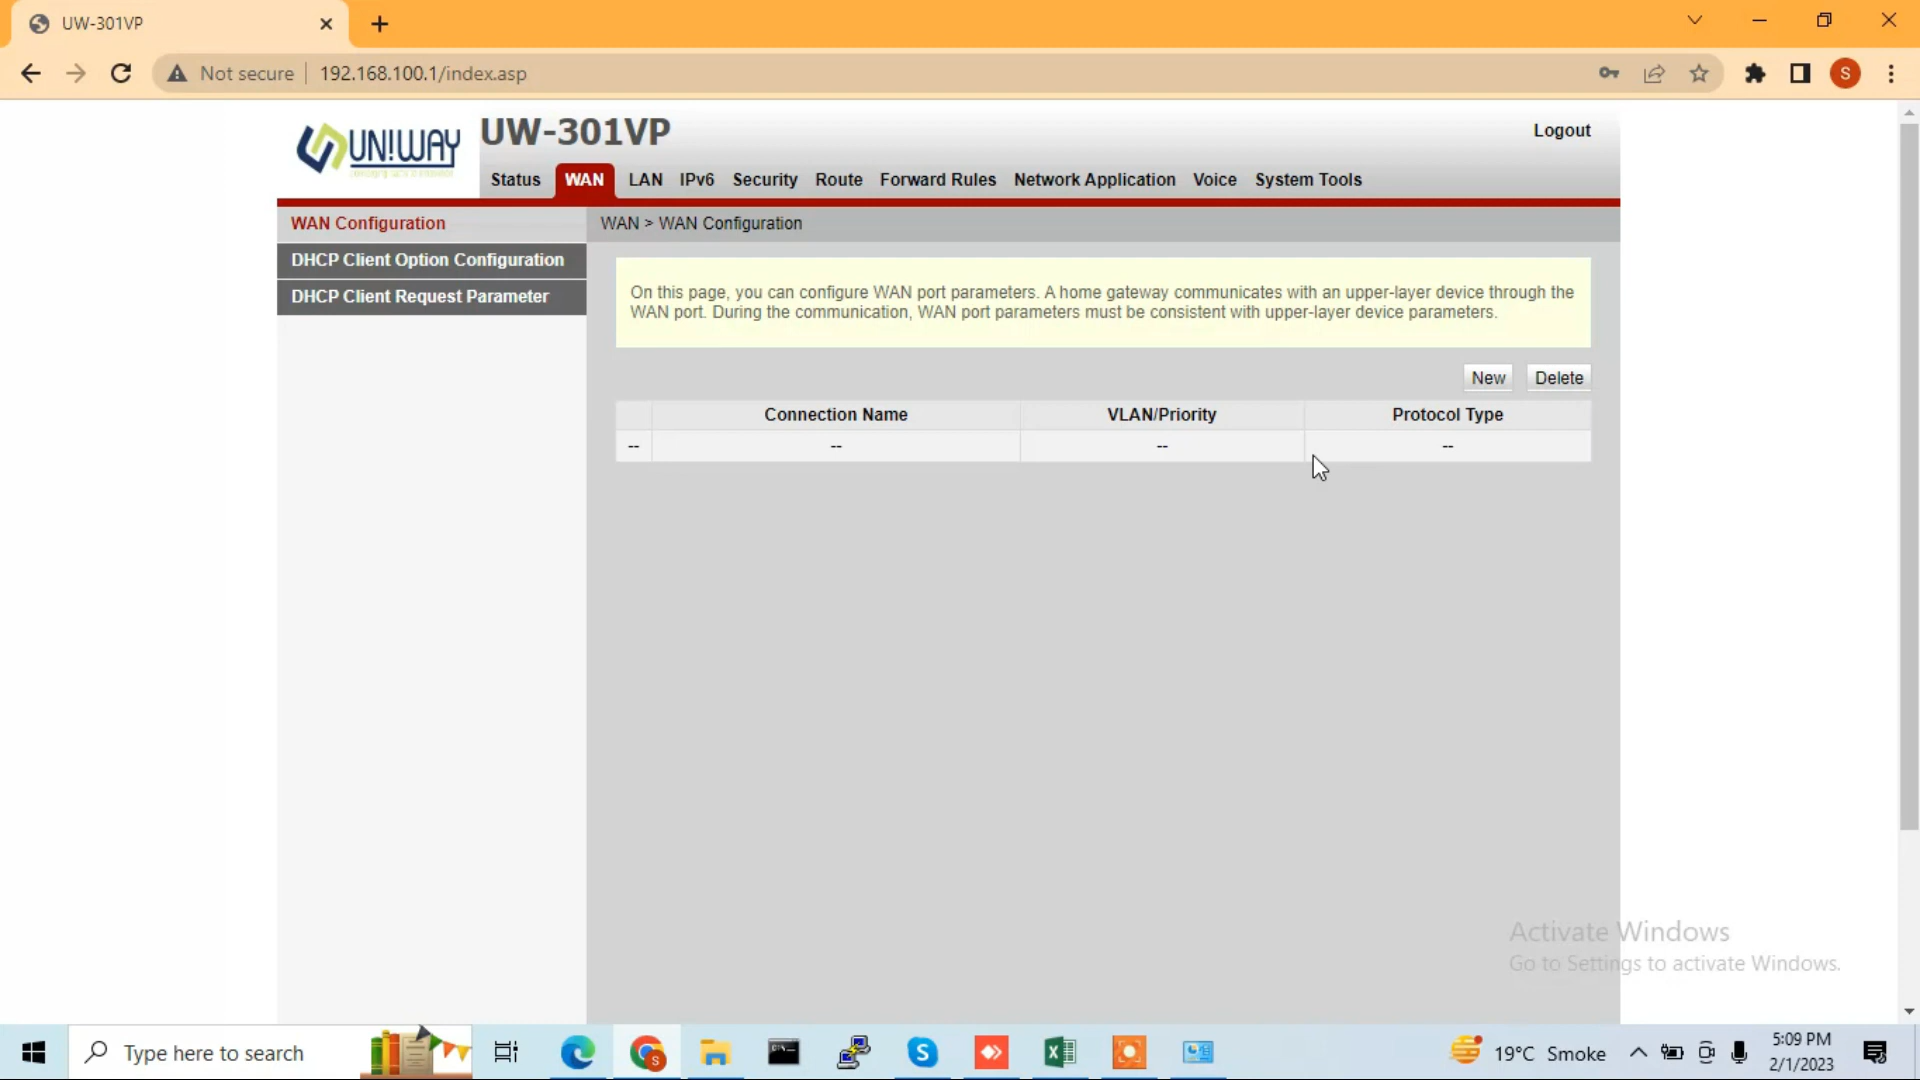 UW-301VP
Not secure
192.168.100.1/index.asp
S
UN!WAY
UW-301VP
Logout
Status WAN LAN IPv6 Security Route Forward Rules Network Application Voice System Tools
WAN Configuration
WAN > WAN Configuration
DHCP Client Option Configuration
DHCP Client Request Parameter
On this page, you can configure WAN port parameters. A home gateway communicates with an upper-layer device through the
WAN port. During the communication, WAN port parameters must be consistent with upper-layer device parameters.
New Delete
Connection Name VLAN/Priority Protocol Type
-- -- -- --
Activate Windows
Go to Settings to activate Windows.
Type here to search
19°C Smoke
5:09 PM
2/1/2023